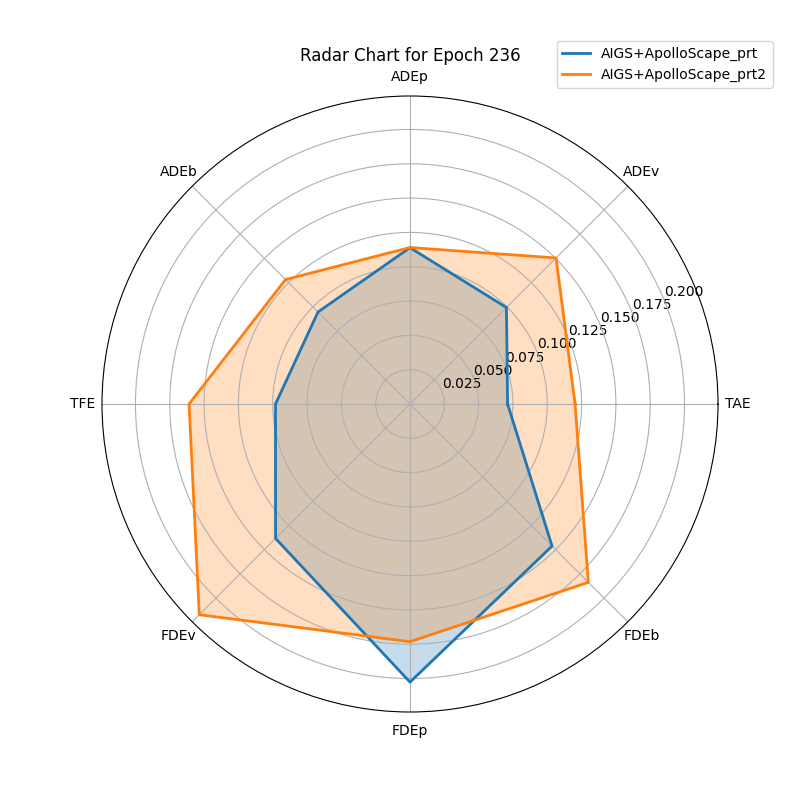 Radar Chart for Epoch 236
AIGS+ApolloScape_prt
AIGS+ApolloScape_prt2
ADEp
ADEb
ADEv
0.200
0.175
0.150
0.125
0.100
0.075
0.050
0.025
TFE
TAE
FDEv
FDEb
FDEp